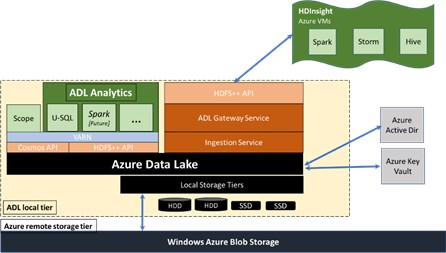 HDInsight
Azure VMs
Spark
Storm
Hive
ADL Analytics
Scope
U-SQL
Spark
[Future]
...
YARN
Cosmos API
HDFS++ API
HDFS++ API
ADL Gateway Service
Ingestion Service
Azure Data Lake
Local Storage Tiers
HDD
HDD
SSD
SSD
Azure
Active Dir
Azure Key
Vault
ADL local tier
Azure remote storage tier
Windows Azure Blob Storage